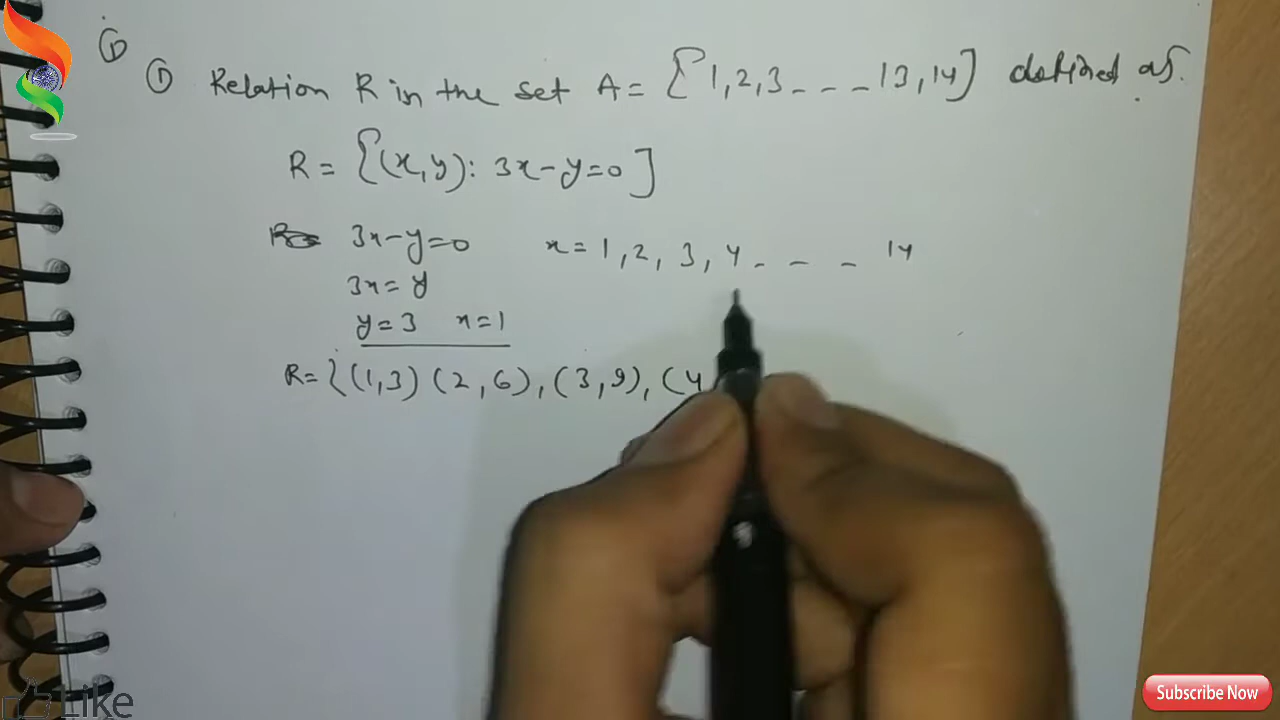 ① ① Relation R in the set A = {1,2,3 - - - 13,14] defined as.
R = {(x,y): 3x-y=0]
3x-y=0 x = 1,2,3,4 - - - 14
3x = y
y = 3 x = 1
R = {(1,3) (2,6), (3,9), (4
Like
Subscribe Now